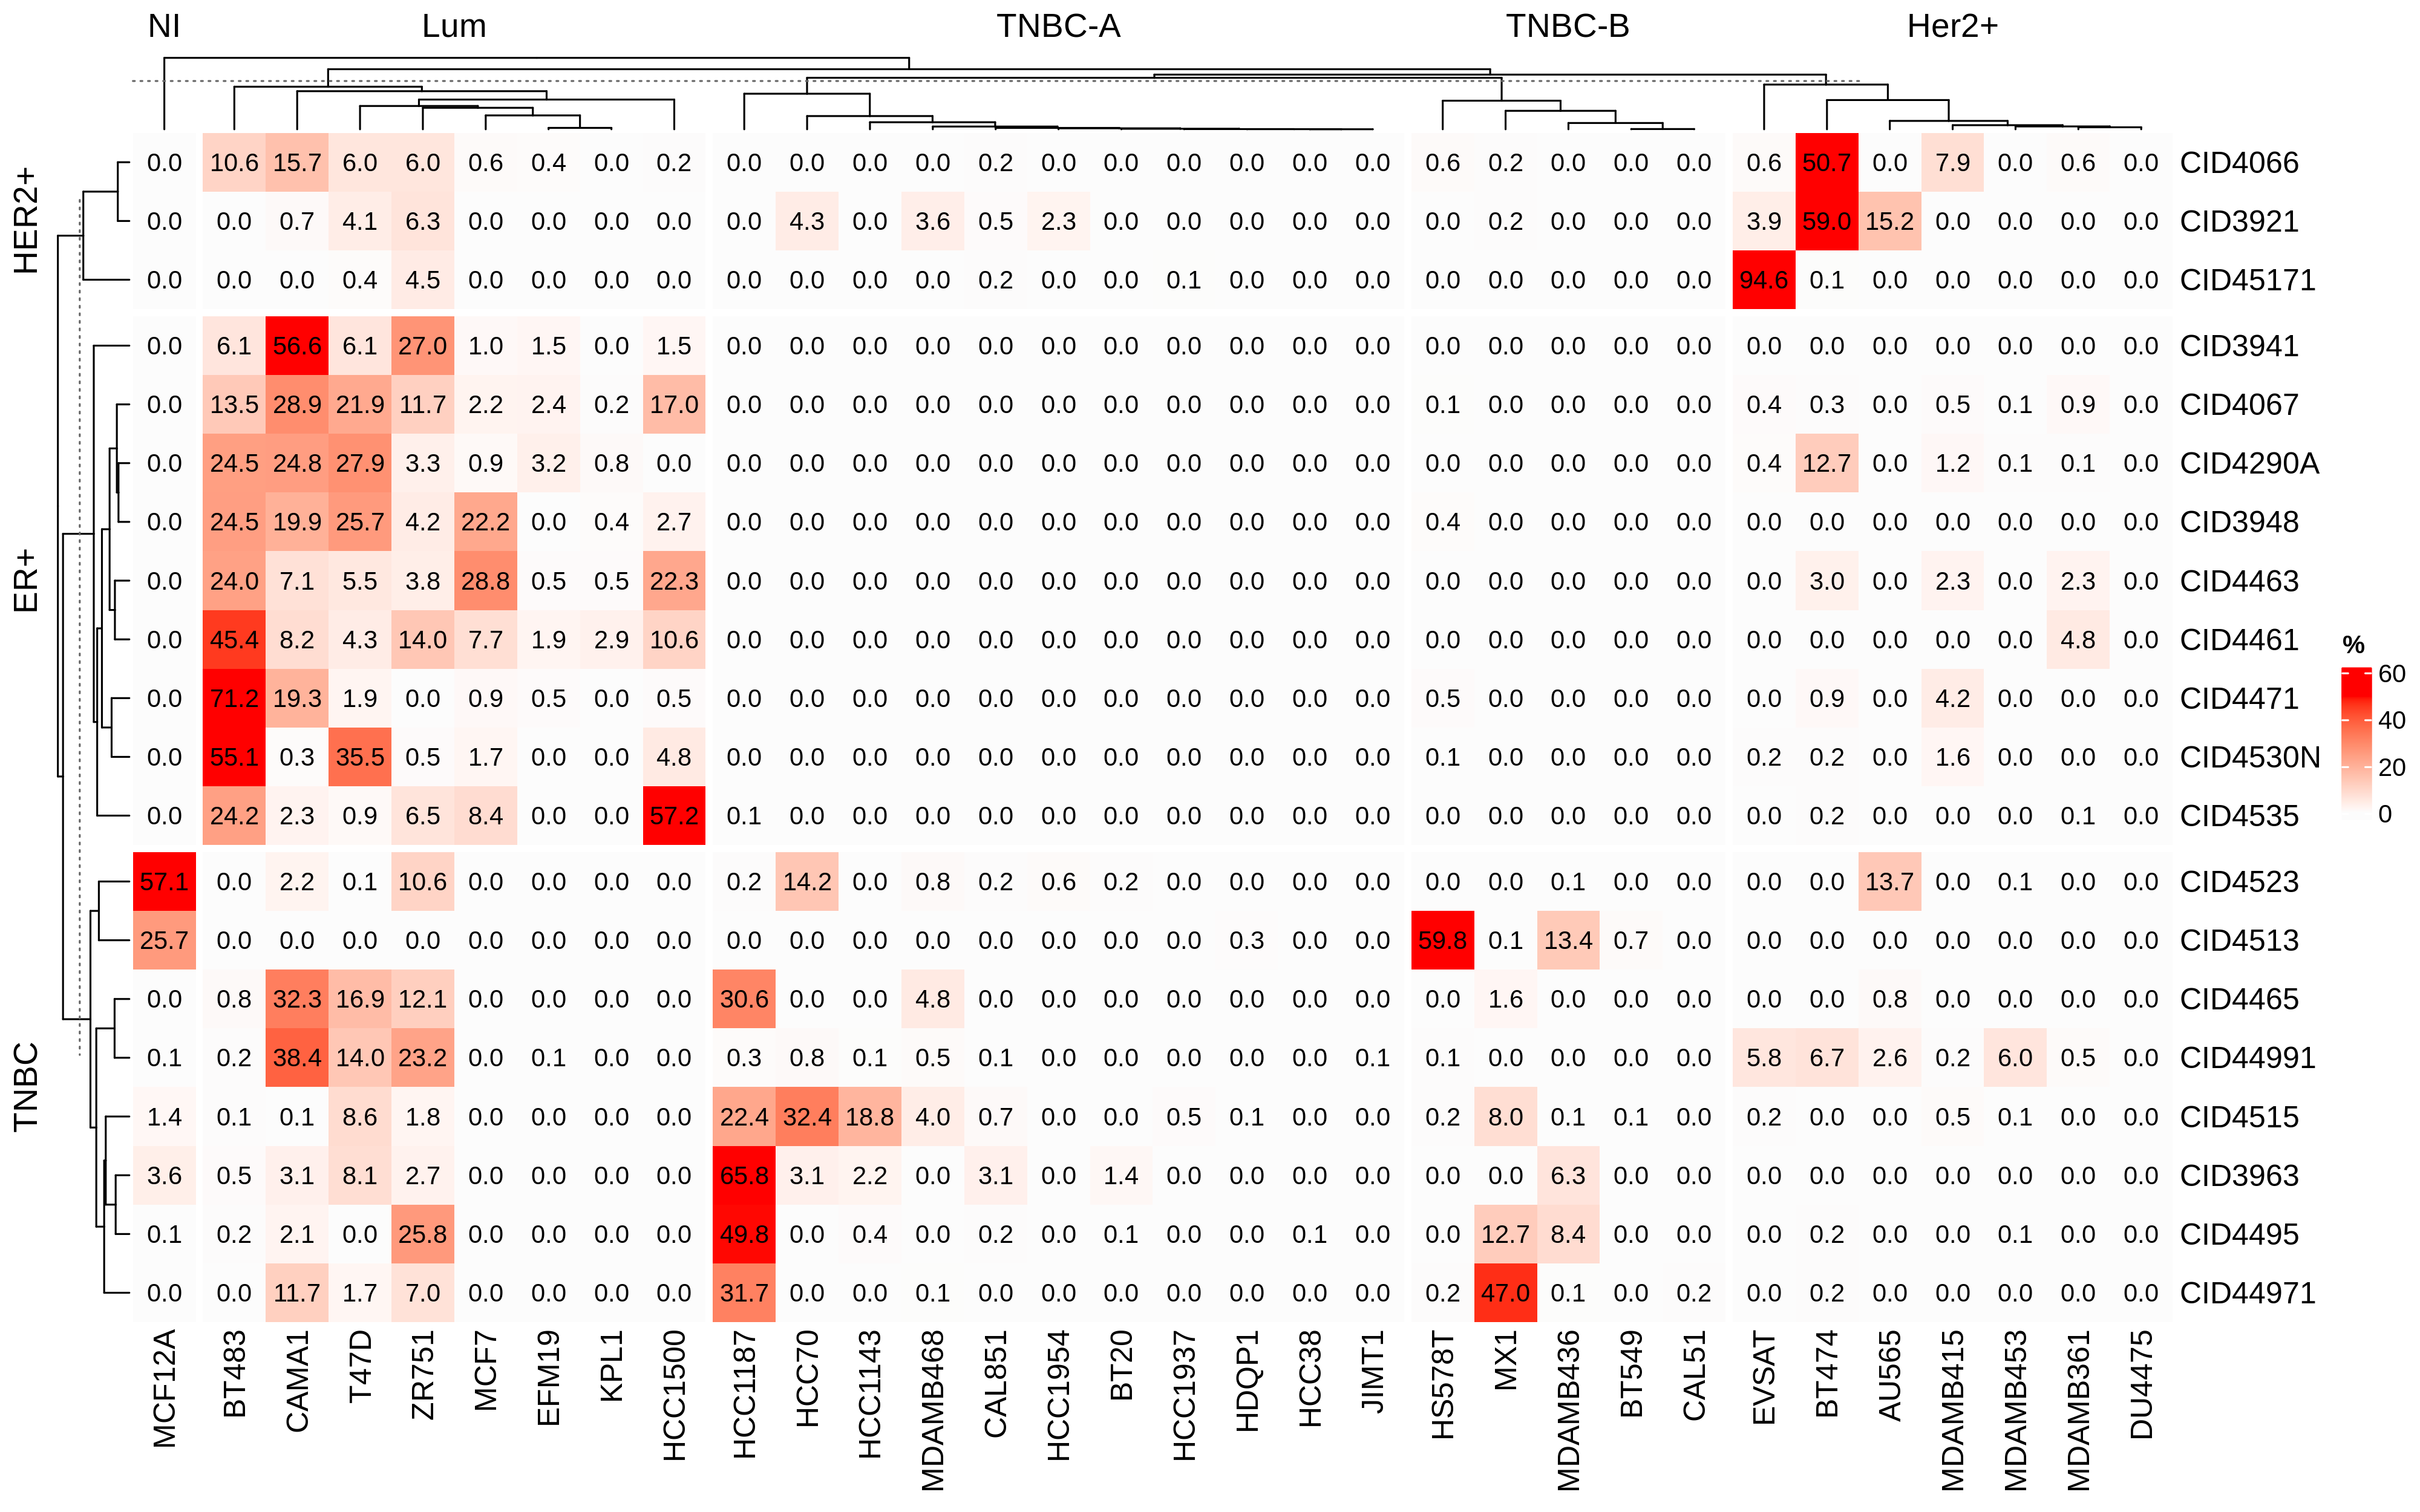 NI Lum TNBC-A TNBC-B Her2+
HER2+
0.0 10.6 15.7 6.0 6.0 0.6 0.4 0.0 0.2 0.0 0.0 0.0 0.0 0.2 0.0 0.0 0.0 0.0 0.0 0.0 0.6 0.2 0.0 0.0 0.0 0.6 50.7 0.0 7.9 0.0 0.6 0.0 CID4066
0.0 0.0 0.7 4.1 6.3 0.0 0.0 0.0 0.0 0.0 4.3 0.0 3.6 0.5 2.3 0.0 0.0 0.0 0.0 0.0 0.0 0.2 0.0 0.0 0.0 3.9 59.0 15.2 0.0 0.0 0.0 0.0 CID3921
0.0 0.0 0.0 0.4 4.5 0.0 0.0 0.0 0.0 0.0 0.0 0.0 0.0 0.2 0.0 0.0 0.1 0.0 0.0 0.0 0.0 0.0 0.0 0.0 0.0 94.6 0.1 0.0 0.0 0.0 0.0 0.0 CID45171
ER+
0.0 6.1 56.6 6.1 27.0 1.0 1.5 0.0 1.5 0.0 0.0 0.0 0.0 0.0 0.0 0.0 0.0 0.0 0.0 0.0 0.0 0.0 0.0 0.0 0.0 0.0 0.0 0.0 0.0 0.0 0.0 0.0 CID3941
0.0 13.5 28.9 21.9 11.7 2.2 2.4 0.2 17.0 0.0 0.0 0.0 0.0 0.0 0.0 0.0 0.0 0.0 0.0 0.0 0.1 0.0 0.0 0.0 0.0 0.4 0.3 0.0 0.5 0.1 0.9 0.0 CID4067
0.0 24.5 24.8 27.9 3.3 0.9 3.2 0.8 0.0 0.0 0.0 0.0 0.0 0.0 0.0 0.0 0.0 0.0 0.0 0.0 0.0 0.0 0.0 0.0 0.0 0.4 12.7 0.0 1.2 0.1 0.1 0.0 CID4290A
0.0 24.5 19.9 25.7 4.2 22.2 0.0 0.4 2.7 0.0 0.0 0.0 0.0 0.0 0.0 0.0 0.0 0.0 0.0 0.0 0.4 0.0 0.0 0.0 0.0 0.0 0.0 0.0 0.0 0.0 0.0 0.0 CID3948
0.0 24.0 7.1 5.5 3.8 28.8 0.5 0.5 22.3 0.0 0.0 0.0 0.0 0.0 0.0 0.0 0.0 0.0 0.0 0.0 0.0 0.0 0.0 0.0 0.0 0.0 3.0 0.0 2.3 0.0 2.3 0.0 CID4463
0.0 45.4 8.2 4.3 14.0 7.7 1.9 2.9 10.6 0.0 0.0 0.0 0.0 0.0 0.0 0.0 0.0 0.0 0.0 0.0 0.0 0.0 0.0 0.0 0.0 0.0 0.0 0.0 0.0 0.0 4.8 0.0 CID4461
0.0 71.2 19.3 1.9 0.0 0.9 0.5 0.0 0.5 0.0 0.0 0.0 0.0 0.0 0.0 0.0 0.0 0.0 0.0 0.0 0.5 0.0 0.0 0.0 0.0 0.0 0.9 0.0 4.2 0.0 0.0 0.0 CID4471
0.0 55.1 0.3 35.5 0.5 1.7 0.0 0.0 4.8 0.0 0.0 0.0 0.0 0.0 0.0 0.0 0.0 0.0 0.0 0.0 0.1 0.0 0.0 0.0 0.0 0.2 0.2 0.0 1.6 0.0 0.0 0.0 CID4530N
0.0 24.2 2.3 0.9 6.5 8.4 0.0 0.0 57.2 0.1 0.0 0.0 0.0 0.0 0.0 0.0 0.0 0.0 0.0 0.0 0.0 0.0 0.0 0.0 0.0 0.0 0.2 0.0 0.0 0.0 0.1 0.0 CID4535
TNBC
57.1 0.0 2.2 0.1 10.6 0.0 0.0 0.0 0.0 0.2 14.2 0.0 0.8 0.2 0.6 0.2 0.0 0.0 0.0 0.0 0.0 0.0 0.1 0.0 0.0 0.0 0.0 13.7 0.0 0.1 0.0 0.0 CID4523
25.7 0.0 0.0 0.0 0.0 0.0 0.0 0.0 0.0 0.0 0.0 0.0 0.0 0.0 0.0 0.0 0.0 0.3 0.0 0.0 59.8 0.1 13.4 0.7 0.0 0.0 0.0 0.0 0.0 0.0 0.0 0.0 CID4513
0.0 0.8 32.3 16.9 12.1 0.0 0.0 0.0 0.0 30.6 0.0 0.0 4.8 0.0 0.0 0.0 0.0 0.0 0.0 0.0 0.0 1.6 0.0 0.0 0.0 0.0 0.0 0.8 0.0 0.0 0.0 0.0 CID4465
0.1 0.2 38.4 14.0 23.2 0.0 0.1 0.0 0.0 0.3 0.8 0.1 0.5 0.1 0.0 0.0 0.0 0.0 0.0 0.1 0.1 0.0 0.0 0.0 0.0 5.8 6.7 2.6 0.2 6.0 0.5 0.0 CID44991
1.4 0.1 0.1 8.6 1.8 0.0 0.0 0.0 0.0 22.4 32.4 18.8 4.0 0.7 0.0 0.0 0.5 0.1 0.0 0.0 0.2 8.0 0.1 0.1 0.0 0.2 0.0 0.0 0.5 0.1 0.0 0.0 CID4515
3.6 0.5 3.1 8.1 2.7 0.0 0.0 0.0 0.0 65.8 3.1 2.2 0.0 3.1 0.0 1.4 0.0 0.0 0.0 0.0 0.0 0.0 6.3 0.0 0.0 0.0 0.0 0.0 0.0 0.0 0.0 0.0 CID3963
0.1 0.2 2.1 0.0 25.8 0.0 0.0 0.0 0.0 49.8 0.0 0.4 0.0 0.2 0.0 0.1 0.0 0.0 0.1 0.0 0.0 12.7 8.4 0.0 0.0 0.0 0.2 0.0 0.0 0.1 0.0 0.0 CID4495
0.0 0.0 11.7 1.7 7.0 0.0 0.0 0.0 0.0 31.7 0.0 0.0 0.1 0.0 0.0 0.0 0.0 0.0 0.0 0.0 0.2 47.0 0.1 0.0 0.2 0.0 0.2 0.0 0.0 0.0 0.0 0.0 CID44971
MCF12A BT483 CAMA1 T47D ZR751 MCF7 EFM19 KPL1 HCC1500 HCC1187 HCC70 HCC1143 MDAMB468 CAL851 HCC1954 BT20 HCC1937 HDQP1 HCC38 JIMT1 HS578T MX1 MDAMB436 BT549 CAL51 EVSAT BT474 AU565 MDAMB415 MDAMB453 MDAMB361 DU4475
%
60
40
20
0